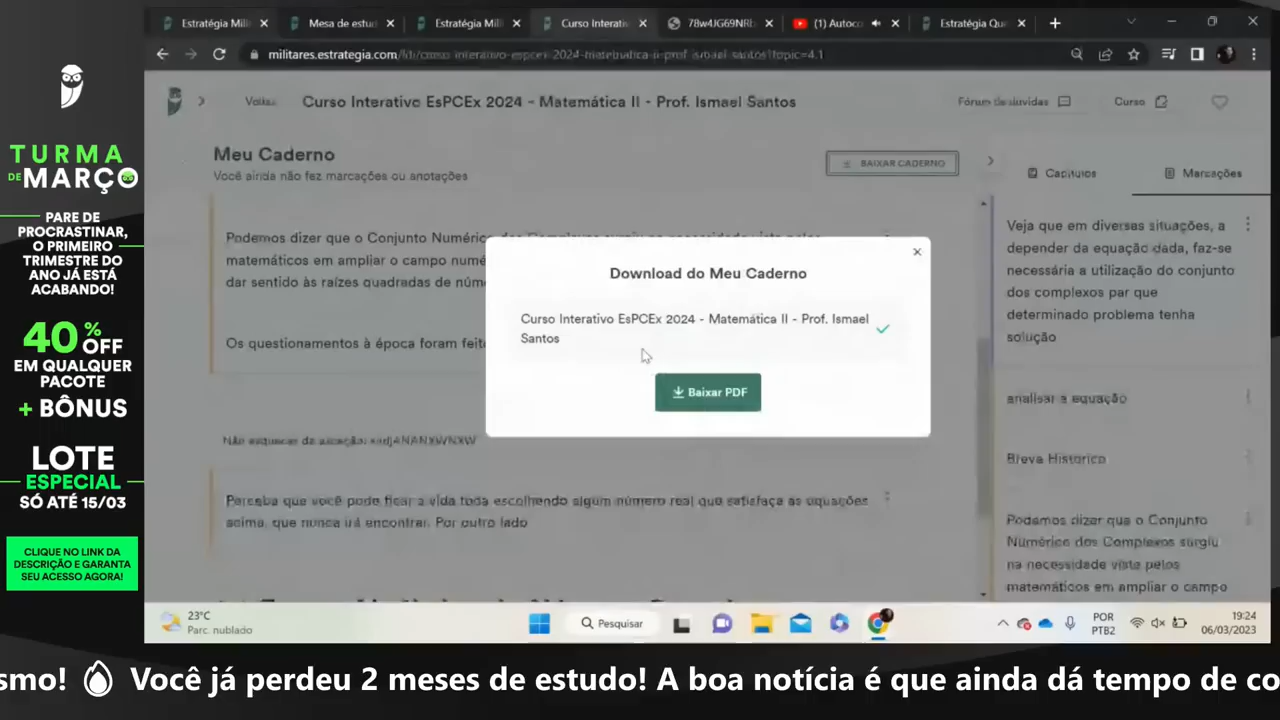 Estratégia Mili
Mesa de estu
Estratégia Mili
Curso Interati
78w4JG69NRb
(1) Autoco
Estratégia Qu
militares.estrategia.com/
TURMA
DE MARÇO
PARE DE
PROCRASTINAR,
O PRIMEIRO
TRIMESTRE DO
ANO JÁ ESTÁ
ACABANDO!
40% OFF
EM QUALQUER
PACOTE
+ BÔNUS
LOTE
ESPECIAL
SÓ ATÉ 15/03
CLIQUE NO LINK DA
DESCRIÇÃO E GARANTA
SEU ACESSO AGORA!
Voltar
Curso Interativo EsPCEx 2024 - Matemática II - Prof. Ismael Santos
Fórum de dúvidas
Curso
Meu Caderno
Você ainda não fez marcações ou anotações
BAIXAR CADERNO
Capítulos
Marcações
Podemos dizer que o Conjunto Numérico
matemáticos em ampliar o campo numé
dar sentido às raízes quadradas de núme
Os questionamentos à época foram feit
Perceba que você pode ficar a vida toda escolhendo algum número real que satisfaça as equações
acima, que nunca irá encontrar. Por outro lado
Download do Meu Caderno
Curso Interativo EsPCEx 2024 - Matemática II - Prof. Ismael
Santos
Baixar PDF
Veja que em diversas situações, a
depender da equação dada, faz-se
necessária a utilização do conjunto
dos complexos par que
determinado problema tenha
solução
analisar a equação
Breva Historico
Podemos dizer que o Conjunto
Numérico dos Complexos surgiu
na necessidade vista pelos
matemáticos em ampliar o campo
23°C
Parc. nublado
Pesquisar
POR
PTB2
19:24
06/03/2023
smo! Você já perdeu 2 meses de estudo! A boa notícia é que ainda dá tempo de co